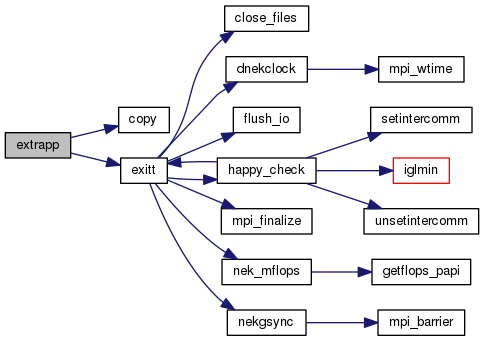 extrapp
copy
exitt
close_files
dnekclock
flush_io
happy_check
mpi_finalize
nek_mflops
nekgsync
mpi_wtime
setintercomm
iglmin
unsetintercomm
getflops_papi
mpi_barrier